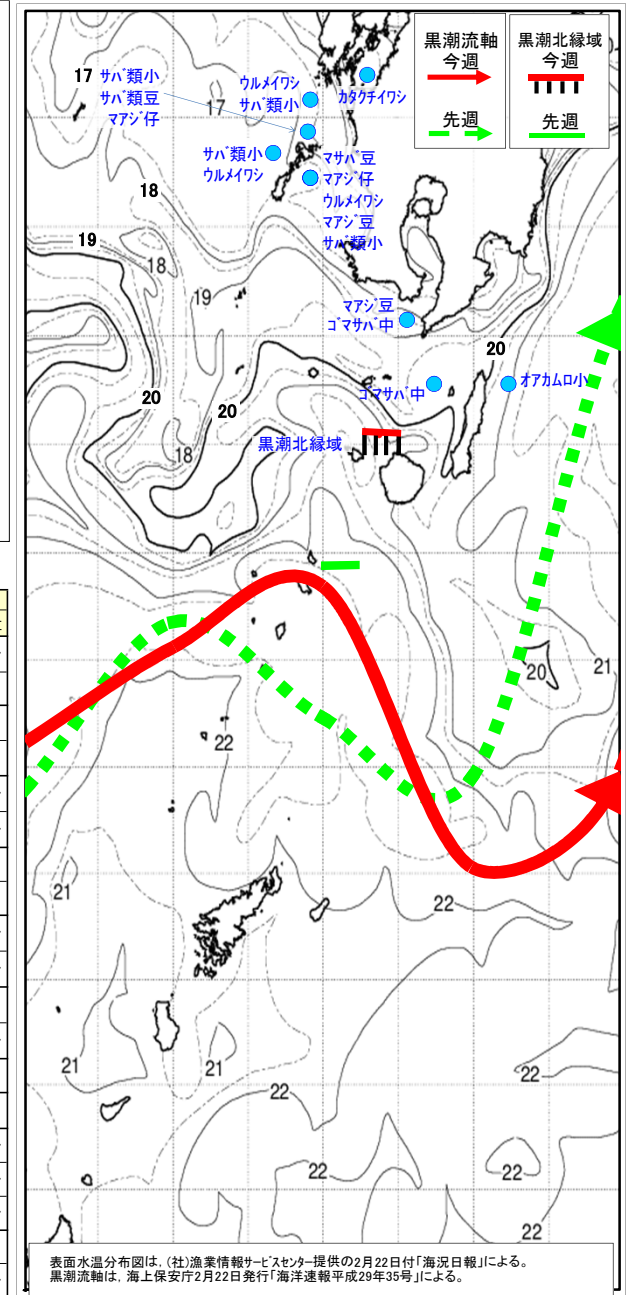 黒潮流軸
今週
先週
黒潮北縁域
今週
先週
17
サバ類小
サバ類豆
マアジ仔
17
ウルメイワシ
サバ類小
カタクチイワシ
サバ類小
ウルメイワシ
マサバ豆
マアジ仔
ウルメイワシ
マアジ豆
サバ類小
18
19
18
19
マアジ豆
ゴマサバ中
20
20
20
ゴマサバ中
オアカムロ小
18
黒潮北縁域
20
21
22
21
22
22
21
21
22
22
22
22
表面水温分布図は、(社)漁業情報サービスセンター提供の2月22日付「海況日報」による。
黒潮流軸は、海上保安庁2月22日発行「海洋速報平成29年35号」による。